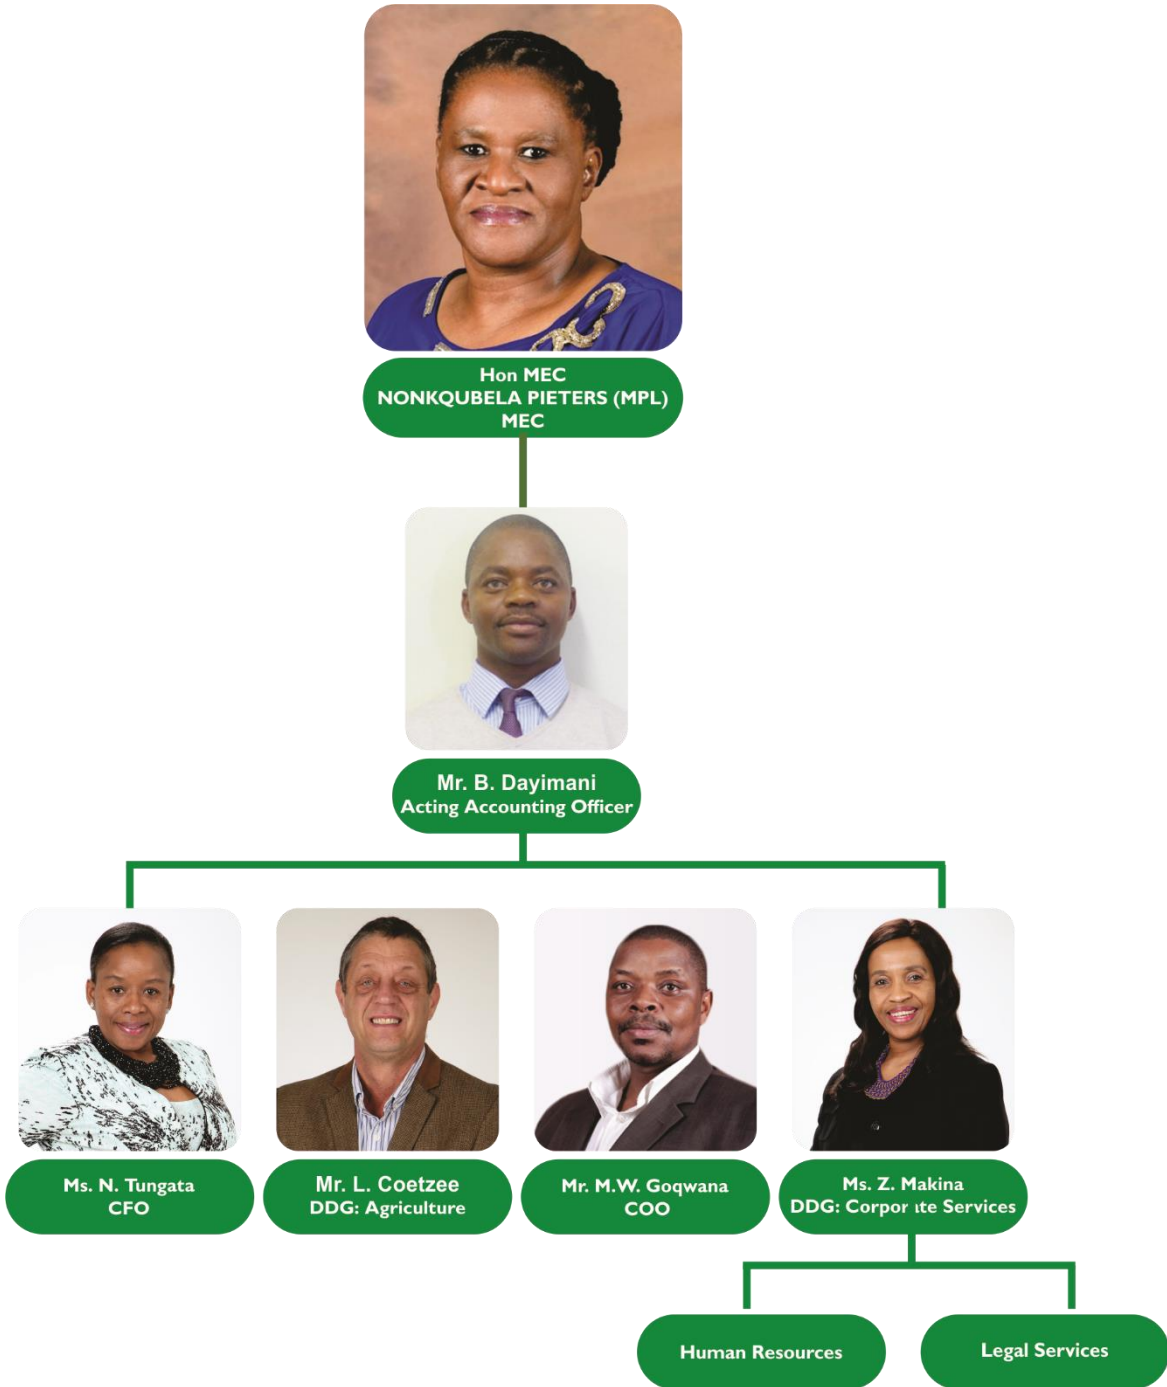 Hon MEC
NONKQUBELA PIETERS (MPL)
MEC
Mr. B. Dayimani
Acting Accounting Officer
Ms. N. Tungata
CFO
Mr. L. Coetzee
DDG: Agriculture
Mr. M.W. Goqwana
COO
Ms. Z. Makina
DDG: Corporate Services
Human Resources
Legal Services